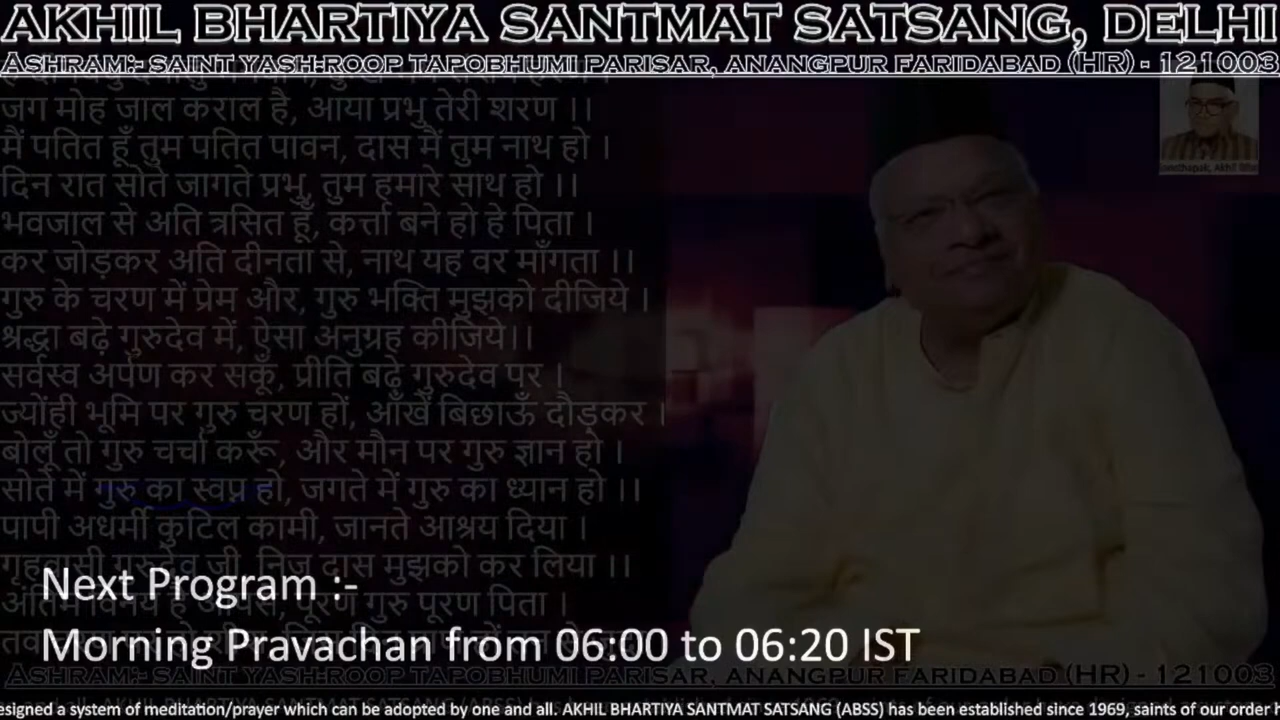 AKHIL BHARTIYA SANTMAT SATSANG, DELHI
ASHRAM:- SAINT YASH-ROOP TAPOBHUMI PARISAR, ANANGPUR FARIDABAD (HR) - 121003
जग मोह जाल कराल है, आया प्रभु तेरी शरण ।।
मैं पतित हूँ तुम पतित पावन, दास मैं तुम नाथ हो ।
दिन रात सोते जागते प्रभु, तुम हमारे साथ हो ।।
भवजाल से अति त्रसित हूँ, कर्त्ता बने हो हे पिता ।
कर जोड़कर अति दीनता से, नाथ यह वर माँगता ।।
गुरु के चरण में प्रेम और, गुरु भक्ति मुझको दीजिये ।
श्रद्धा बढ़े गुरुदेव में, ऐसा अनुग्रह कीजिये।।
सर्वस्व अर्पण कर सकूँ, प्रीति बढ़े गुरुदेव पर ।
ज्योंही भूमि पर गुरु चरण हों, आँखें बिछाऊँ दौड़कर ।
बोलूँ तो गुरु चर्चा करूँ, और मौन पर गुरु ज्ञान हो ।
सोते में गुरु का स्वप्न हो, जगते में गुरु का ध्यान हो ।।
पापी अधर्मी कुटिल कामी, जानते आश्रय दिया ।
जी, निज दास मुझको कर लिया ।।
पूरण गुरु पूरण पिता ।
Next Program :-
Morning Pravachan from 06:00 to 06:20 IST
ASHRAM:- SAINT YASH-ROOP TAPOBHUMI PARISAR, ANANGPUR FARIDABAD (HR) - 121003
esigned a system of meditation/prayer which can be adopted by one and all. AKHIL BHARTIYA SANTMAT SATSANG (ABSS) has been established since 1969, saints of our order h